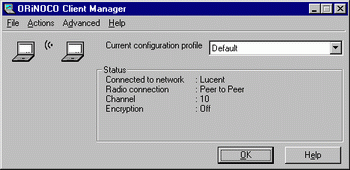 ORiNOCO Client Manager
File Actions Advanced Help
Current configuration profile Default
Status
Connected to network : Lucent
Radio connection : Peer to Peer
Channel : 10
Encryption : Off
OK Help